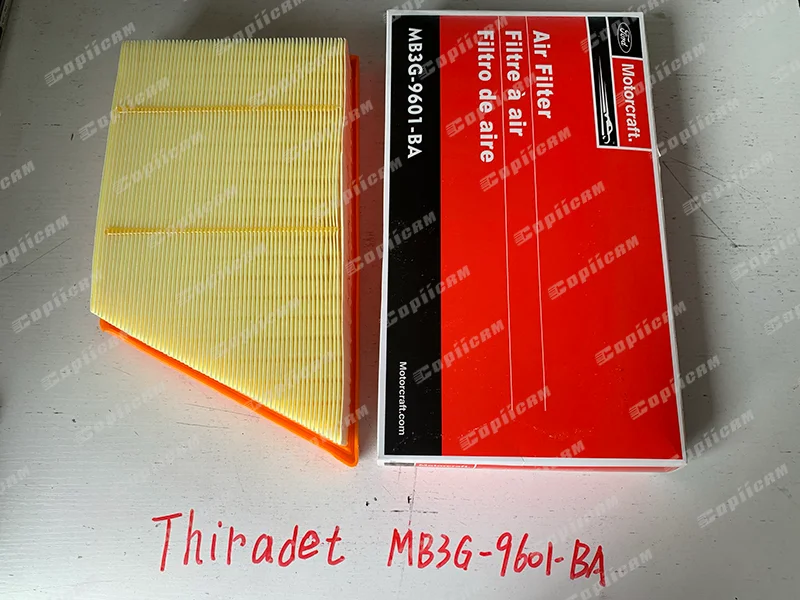 Ford
Motorcraft.
Air Filter
Filtre à air
Filtro de aire
MB3G-9601-BA
Motorcraft.com
Motorcraft
Thiradet MB3G-9601-BA
Copiicam